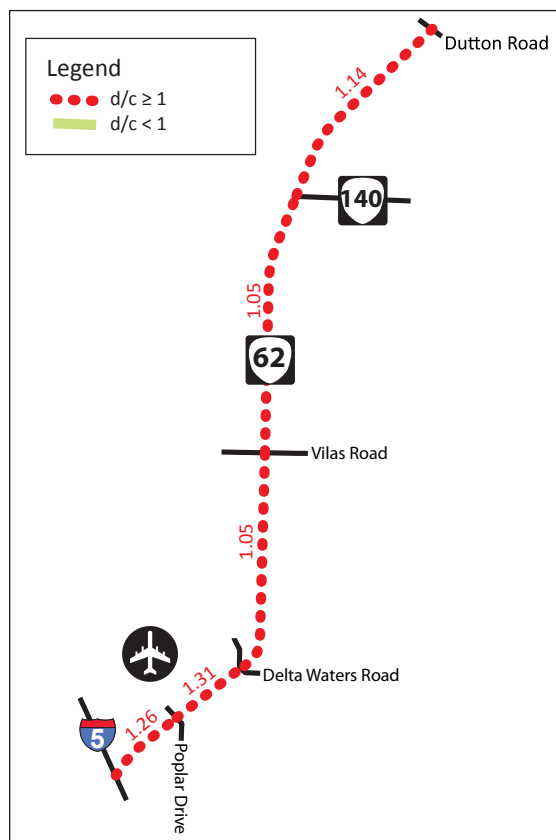 Legend
d/c ≥ 1
d/c < 1
Dutton Road
1.14
140
1.05
62
Vilas Road
1.05
Delta Waters Road
1.31
1.26
5
Poplar Drive